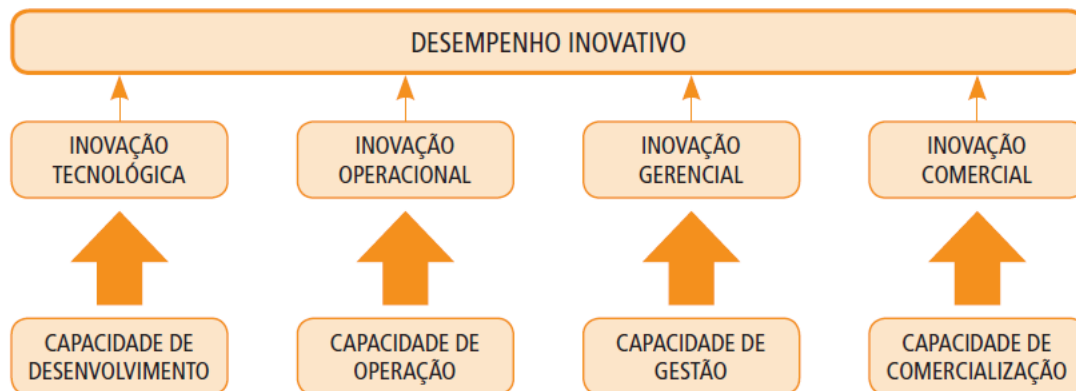 DESEMPENHO INOVATIVO
INOVAÇÃO
TECNOLÓGICA
INOVAÇÃO
OPERACIONAL
INOVAÇÃO
GERENCIAL
INOVAÇÃO
COMERCIAL
CAPACIDADE DE
DESENVOLVIMENTO
CAPACIDADE DE
OPERAÇÃO
CAPACIDADE DE
GESTÃO
CAPACIDADE DE
COMERCIALIZAÇÃO